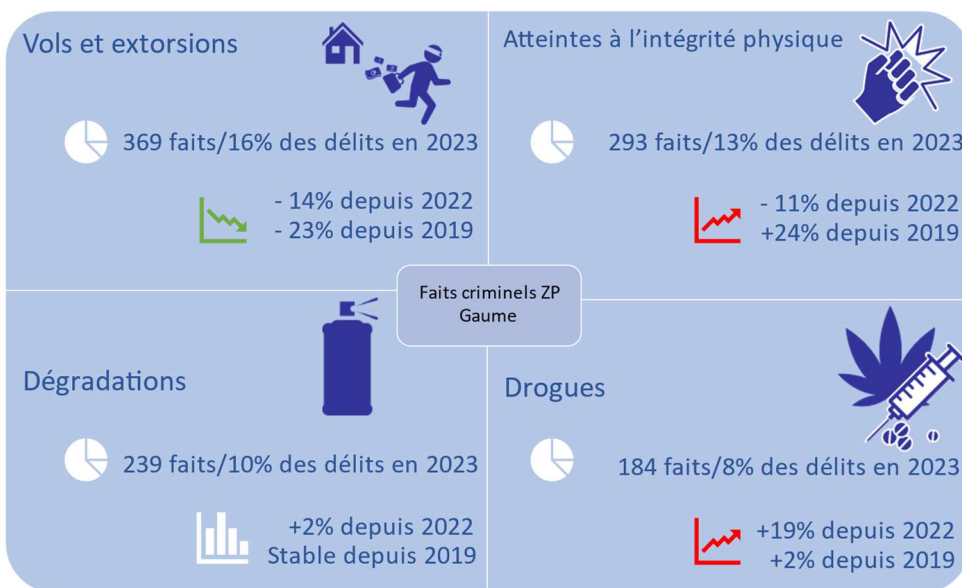 Vols et extorsions
369 faits/16% des délits en 2023
- 14% depuis 2022
- 23% depuis 2019
Atteintes à l’intégrité physique
293 faits/13% des délits en 2023
- 11% depuis 2022
+24% depuis 2019
Faits criminels ZP
Gaume
Dégradations
239 faits/10% des délits en 2023
+2% depuis 2022
Stable depuis 2019
Drogues
184 faits/8% des délits en 2023
+19% depuis 2022
+2% depuis 2019